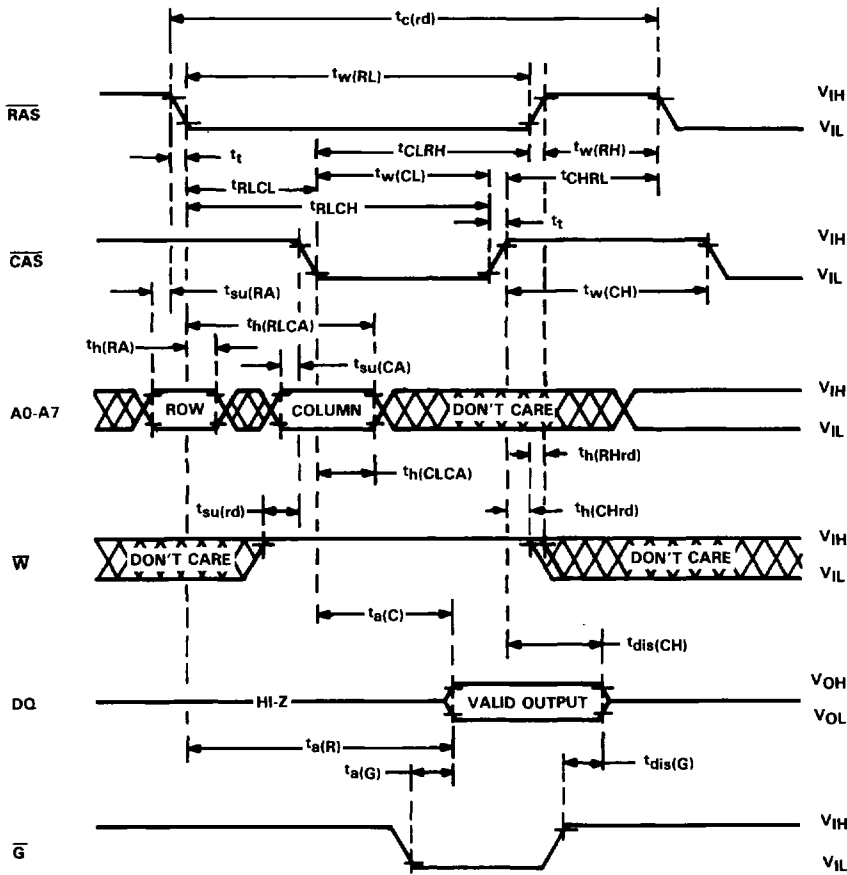 tc(rd)
tw(RL)
RAS
VIH
VIL
tCLRH
tw(RH)
tt
tw(CL)
tCHRL
tRLCL
tRLCH
tt
CAS
VIH
VIL
tsu(RA)
tw(CH)
th(RLCA)
th(RA)
tsu(CA)
A0-A7
ROW
COLUMN
DON'T CARE
VIH
VIL
th(RHrd)
th(CLCA)
tsu(rd)
th(CHrd)
W
DON'T CARE
DON'T CARE
VIH
VIL
ta(C)
tdis(CH)
DQ
HI-Z
VALID OUTPUT
VOH
VOL
ta(R)
ta(G)
tdis(G)
G
VIH
VIL